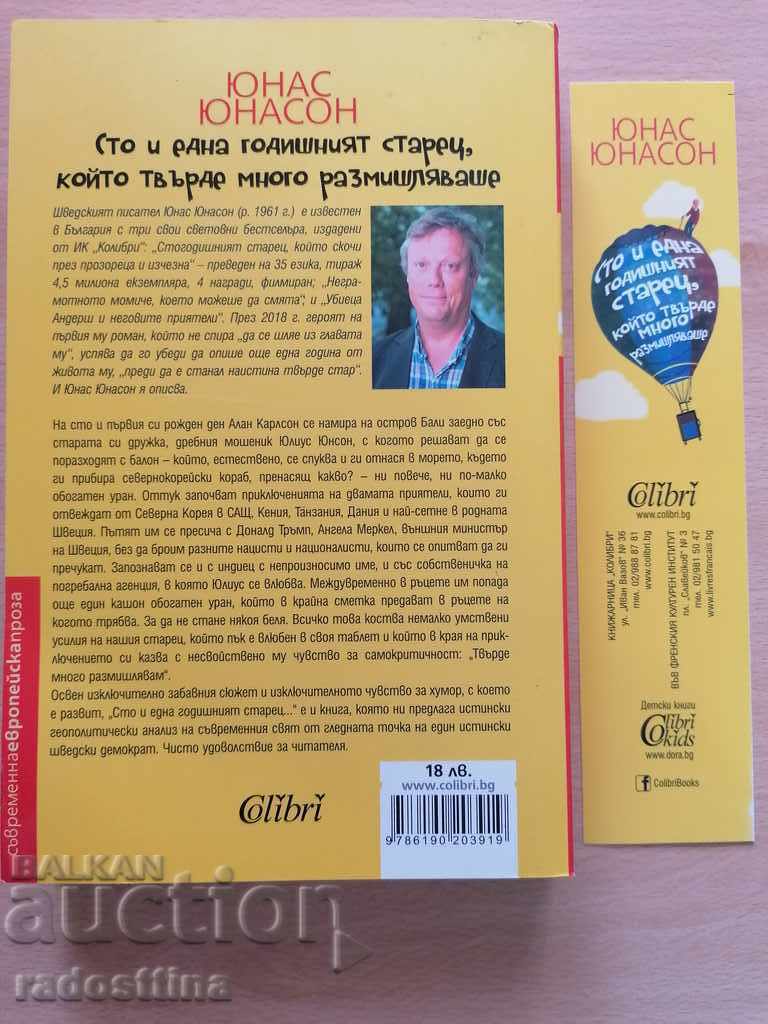 ЮНАС
ЮНАСОН
Сто и една годишният старец,
който твърде много размишляваше
Шведският писател Юнас Юнасон (р. 1961 г.) е известен
в България с три свои световни бестселъра, издадени
от ИК „Колибри“: „Стогодишният старец, който скочи
през прозореца и изчезна“ – преведен на 35 езика, тираж
4,5 милиона екземпляра, 4 награди, филмиран; „Негра-
мотното момиче, което можеше да смята“; и „Убиеца
Андерш и неговите приятели“. През 2018 г. героят на
първия му роман, който не спира „да се шляе из главата
му“, успява да го убеди да опише още една година от
живота му, „преди да е станал наистина твърде стар“.
И Юнас Юнасон я описва.
На сто и първия си рожден ден Алан Карлсон се намира на остров Бали заедно със
старата си дружка, дребния мошеник Юлиус Юнсон, с когото решават да се
поразходят с балон – който, естествено, се спуква и ги отнася в морето, където
ги прибира севернокорейски кораб, пренасящ какво? – ни повече, ни по-малко
обогатен уран. Оттук започват приключенията на двамата приятели, които ги
отвеждат от Северна Корея в САЩ, Кения, Танзания, Дания и най-сетне в родната
Швеция. Пътят им се пресича с Доналд Тръмп, Ангела Меркел, външния министър
на Швеция, без да броим разните нацисти и националисти, които се опитват да ги
пречукат. Запознават се и с индиец с непроизносимо име, и със собственичка на
погребална агенция, в която Юлиус се влюбва. Междувременно в ръцете им попада
още един кашон обогатен уран, който в крайна сметка предават в ръцете на
когото трябва. За да не стане някоя беля. Всичко това коства немалко умствени
усилия на нашия старец, който пък е влюбен в своя таблет и който в края на прик-
лючението си казва с несвойствено му чувство за самокритичност: „Твърде
много размишлявам“.
Освен изключително забавния сюжет и изключителното чувство за хумор, с което
е развит, „Сто и една годишният старец...“ е и книга, която ни предлага истински
геополитически анализ на съвременния свят от гледната точка на един истински
шведски демократ. Чисто удоволствие за читателя.
съвременнаевропейскапроза
Colibri
18 лв.
www.colibri.bg
9786190203919
ЮНАС
ЮНАСОН
Сто и една
годишният
старец,
който твърде
много
размишляваше
Colibri
www.colibri.bg
КНИЖАРНИЦА „КОЛИБРИ“
ул. „Иван Вазов“ № 36
тел. 02/988 87 81
www.colibri.bg
ВЪВ ФРЕНСКИЯ КУЛТУРЕН ИНСТИТУТ
пл. „Славейков“ № 3
тел. 02/981 50 47
www.livresfrancais.bg
Детски книги
Colibri
kids
www.dora.bg
f ColibriBooks
BALKAN
auction
radosttina